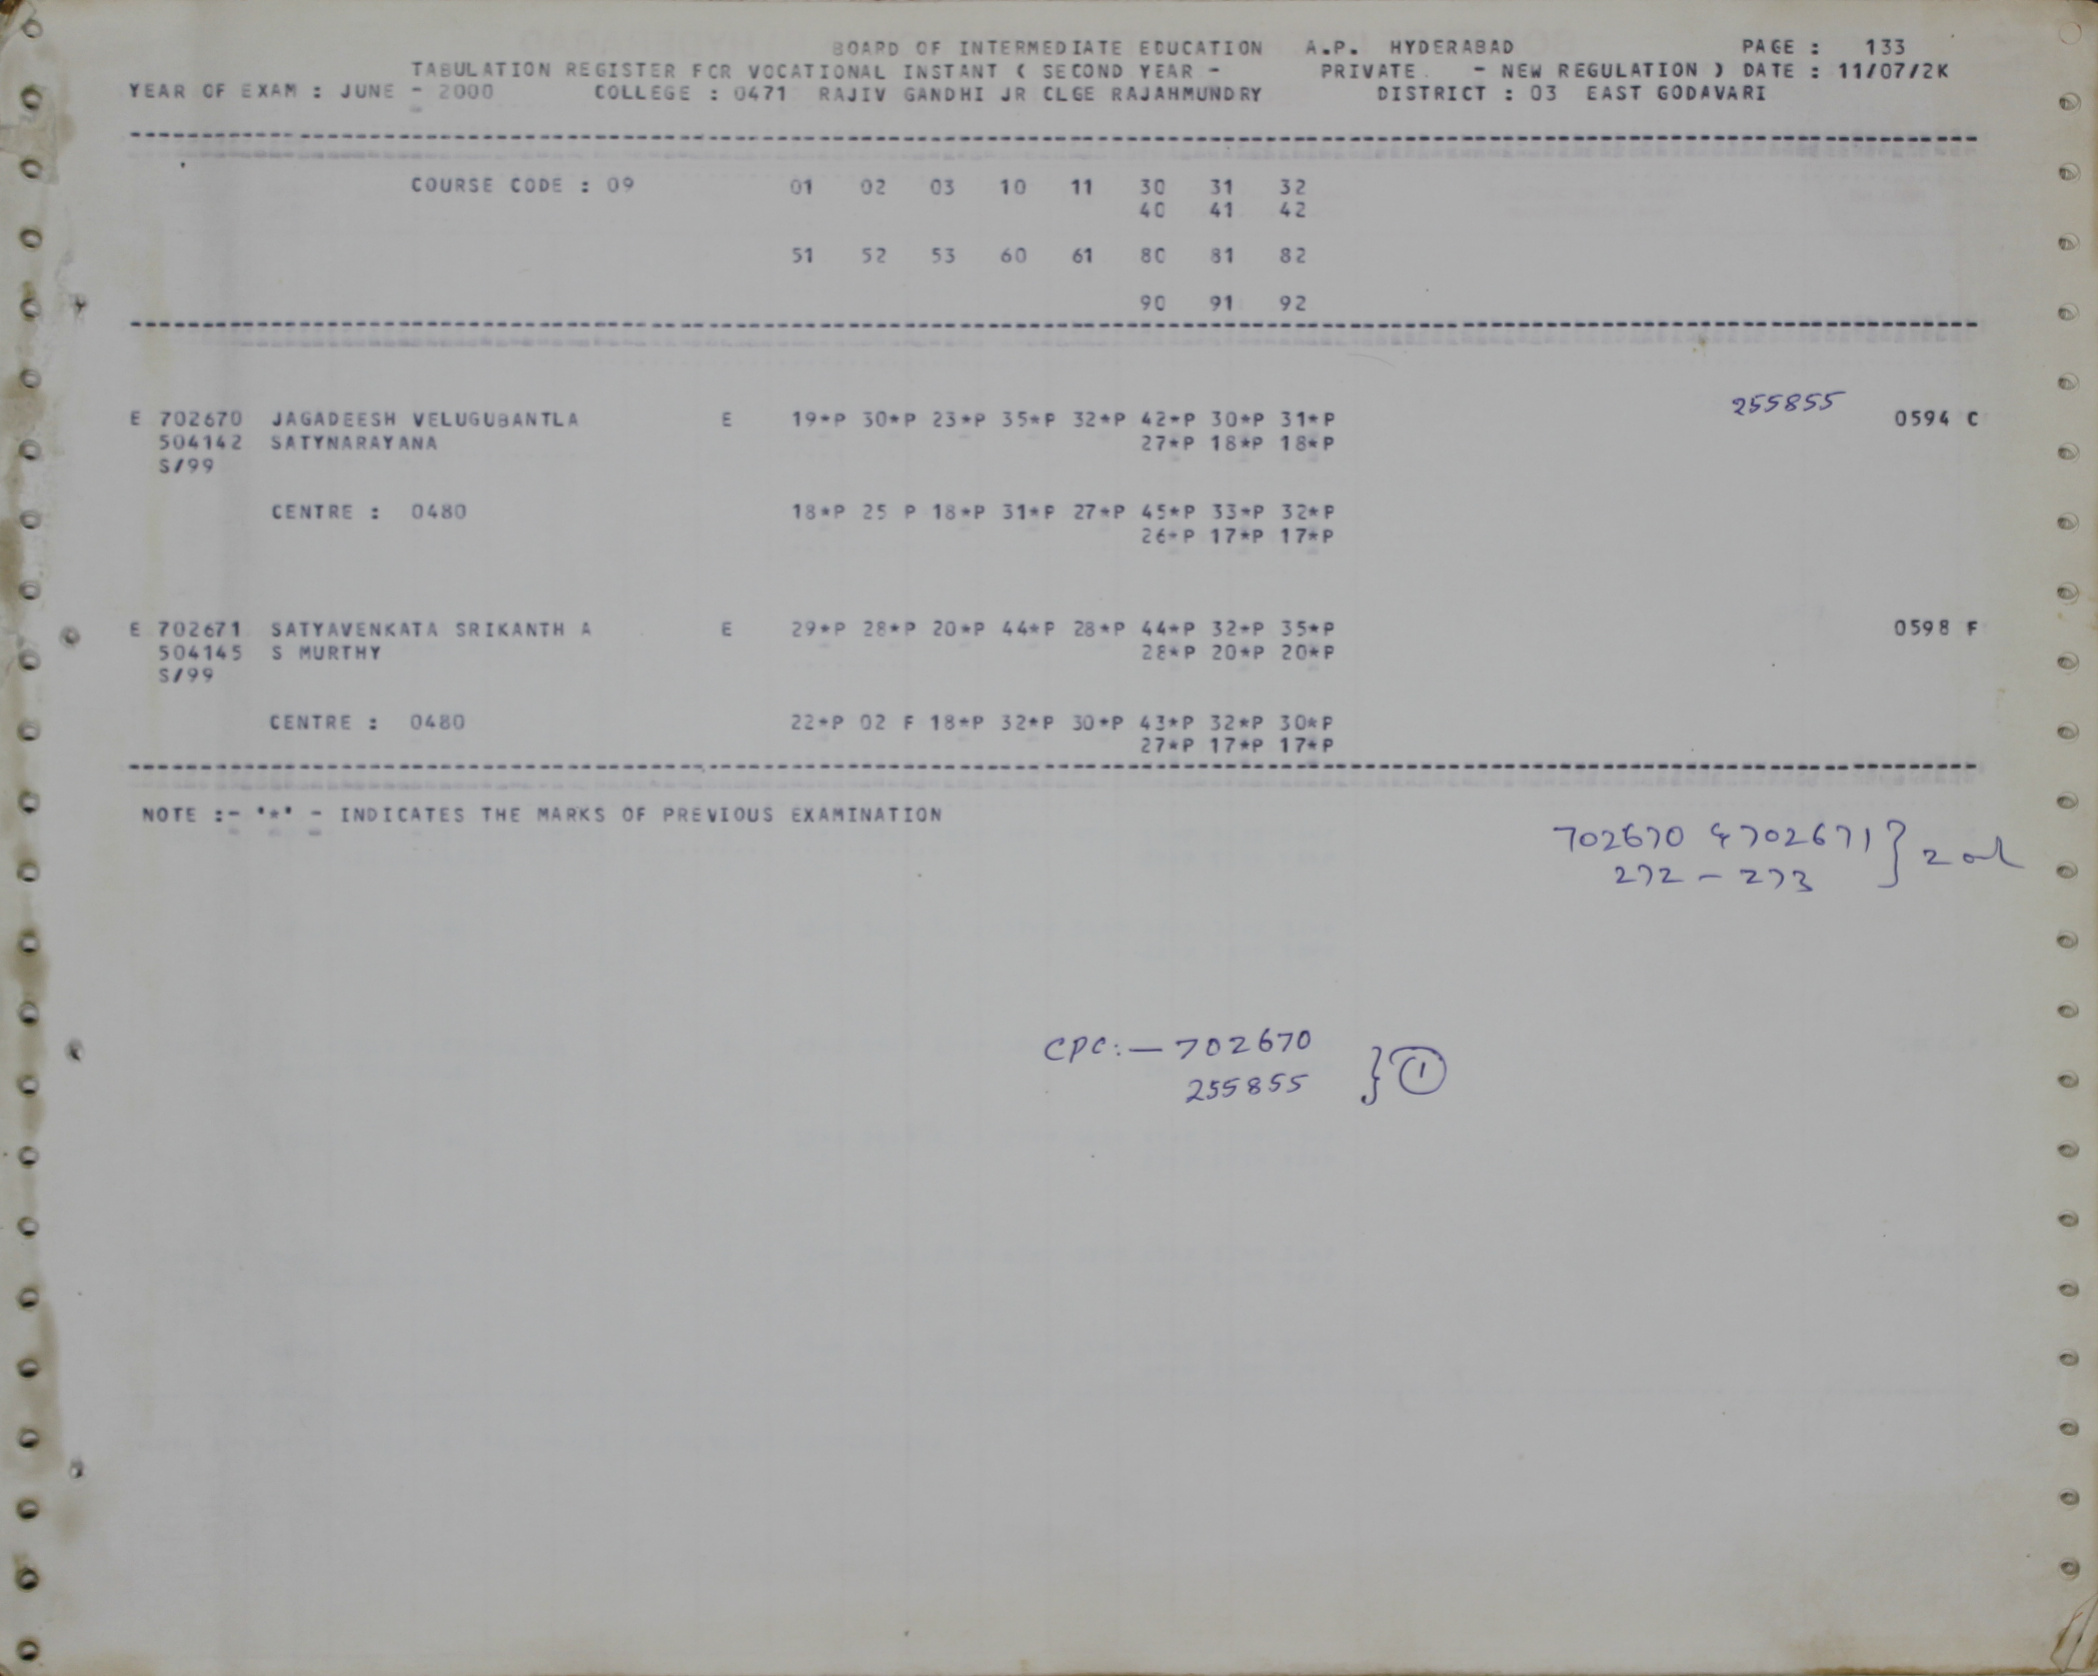 BOARD OF INTERMEDIATE EDUCATION A.P. HYDERABAD PAGE : 133
TABULATION REGISTER FOR VOCATIONAL INSTANT ( SECOND YEAR - PRIVATE - NEW REGULATION ) DATE : 11/07/2K
YEAR OF EXAM : JUNE - 2000 COLLEGE : 0471 RAJIV GANDHI JR CLGE RAJAHMUNDRY DISTRICT : 03 EAST GODAVARI
COURSE CODE : 09 01 02 03 10 11 30 31 32
40 41 42
51 52 53 60 61 80 81 82
90 91 92
255855
E 702670 JAGADEESH VELUGUBANTLA E 19*P 30*P 23*P 35*P 32*P 42*P 30*P 31*P 0594 C
504142 SATYNARAYANA 27*P 18*P 18*P
S/99
CENTRE : 0480 18*P 25 P 18*P 31*P 27*P 45*P 33*P 32*P
26*P 17*P 17*P
E 702671 SATYAVENKATA SRIKANTH A E 29*P 28*P 20*P 44*P 28*P 44*P 32*P 35*P 0598 F
504145 S MURTHY 28*P 20*P 20*P
S/99
CENTRE : 0480 22*P 02 F 18*P 32*P 30*P 43*P 32*P 30*P
27*P 17*P 17*P
NOTE :- '*' - INDICATES THE MARKS OF PREVIOUS EXAMINATION
702670 & 702671 } 2
272 - 273
CPC:- 702670
255855 } 1